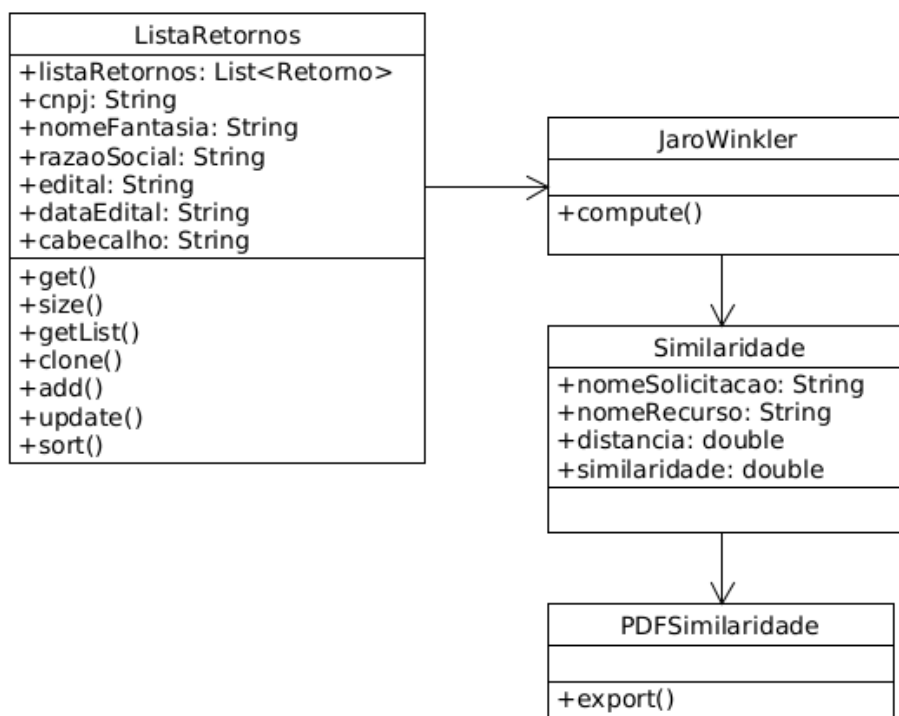 ListaRetornos
+listaRetornos: List<Retorno>
+cnpj: String
+nomeFantasia: String
+razaoSocial: String
+edital: String
+dataEdital: String
+cabecalho: String
+get()
+size()
+getList()
+clone()
+add()
+update()
+sort()
JaroWinkler
+compute()
Similaridade
+nomeSolicitacao: String
+nomeRecurso: String
+distancia: double
+similaridade: double
PDFSimilaridade
+export()